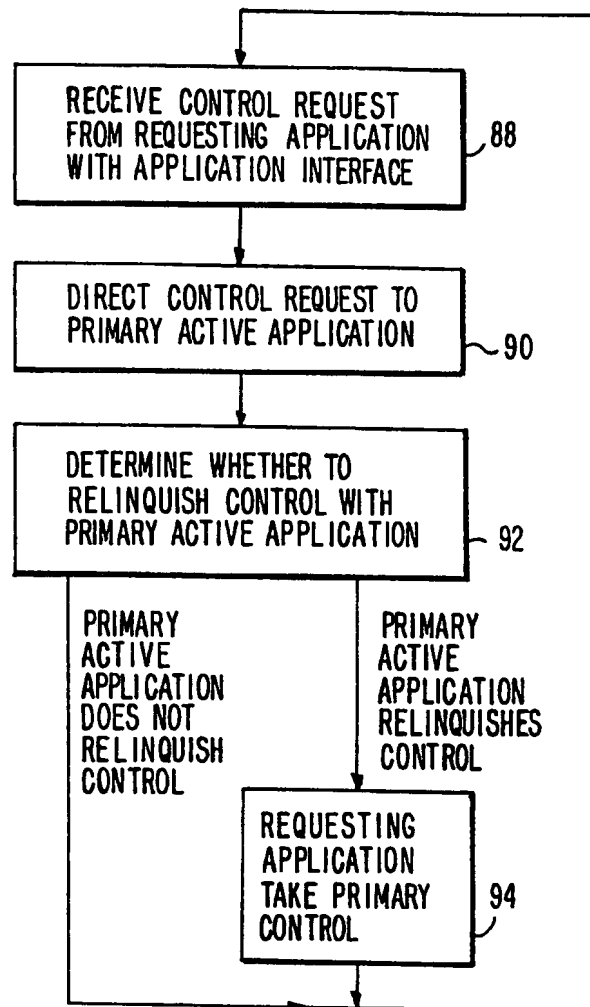 RECEIVE CONTROL REQUEST
FROM REQUESTING APPLICATION
WITH APPLICATION INTERFACE
88
DIRECT CONTROL REQUEST TO
PRIMARY ACTIVE APPLICATION
90
DETERMINE WHETHER TO
RELINQUISH CONTROL WITH
PRIMARY ACTIVE APPLICATION
92
PRIMARY
ACTIVE
APPLICATION
DOES NOT
RELINQUISH
CONTROL
PRIMARY
ACTIVE
APPLICATION
RELINQUISHES
CONTROL
REQUESTING
APPLICATION
TAKE PRIMARY
CONTROL
94